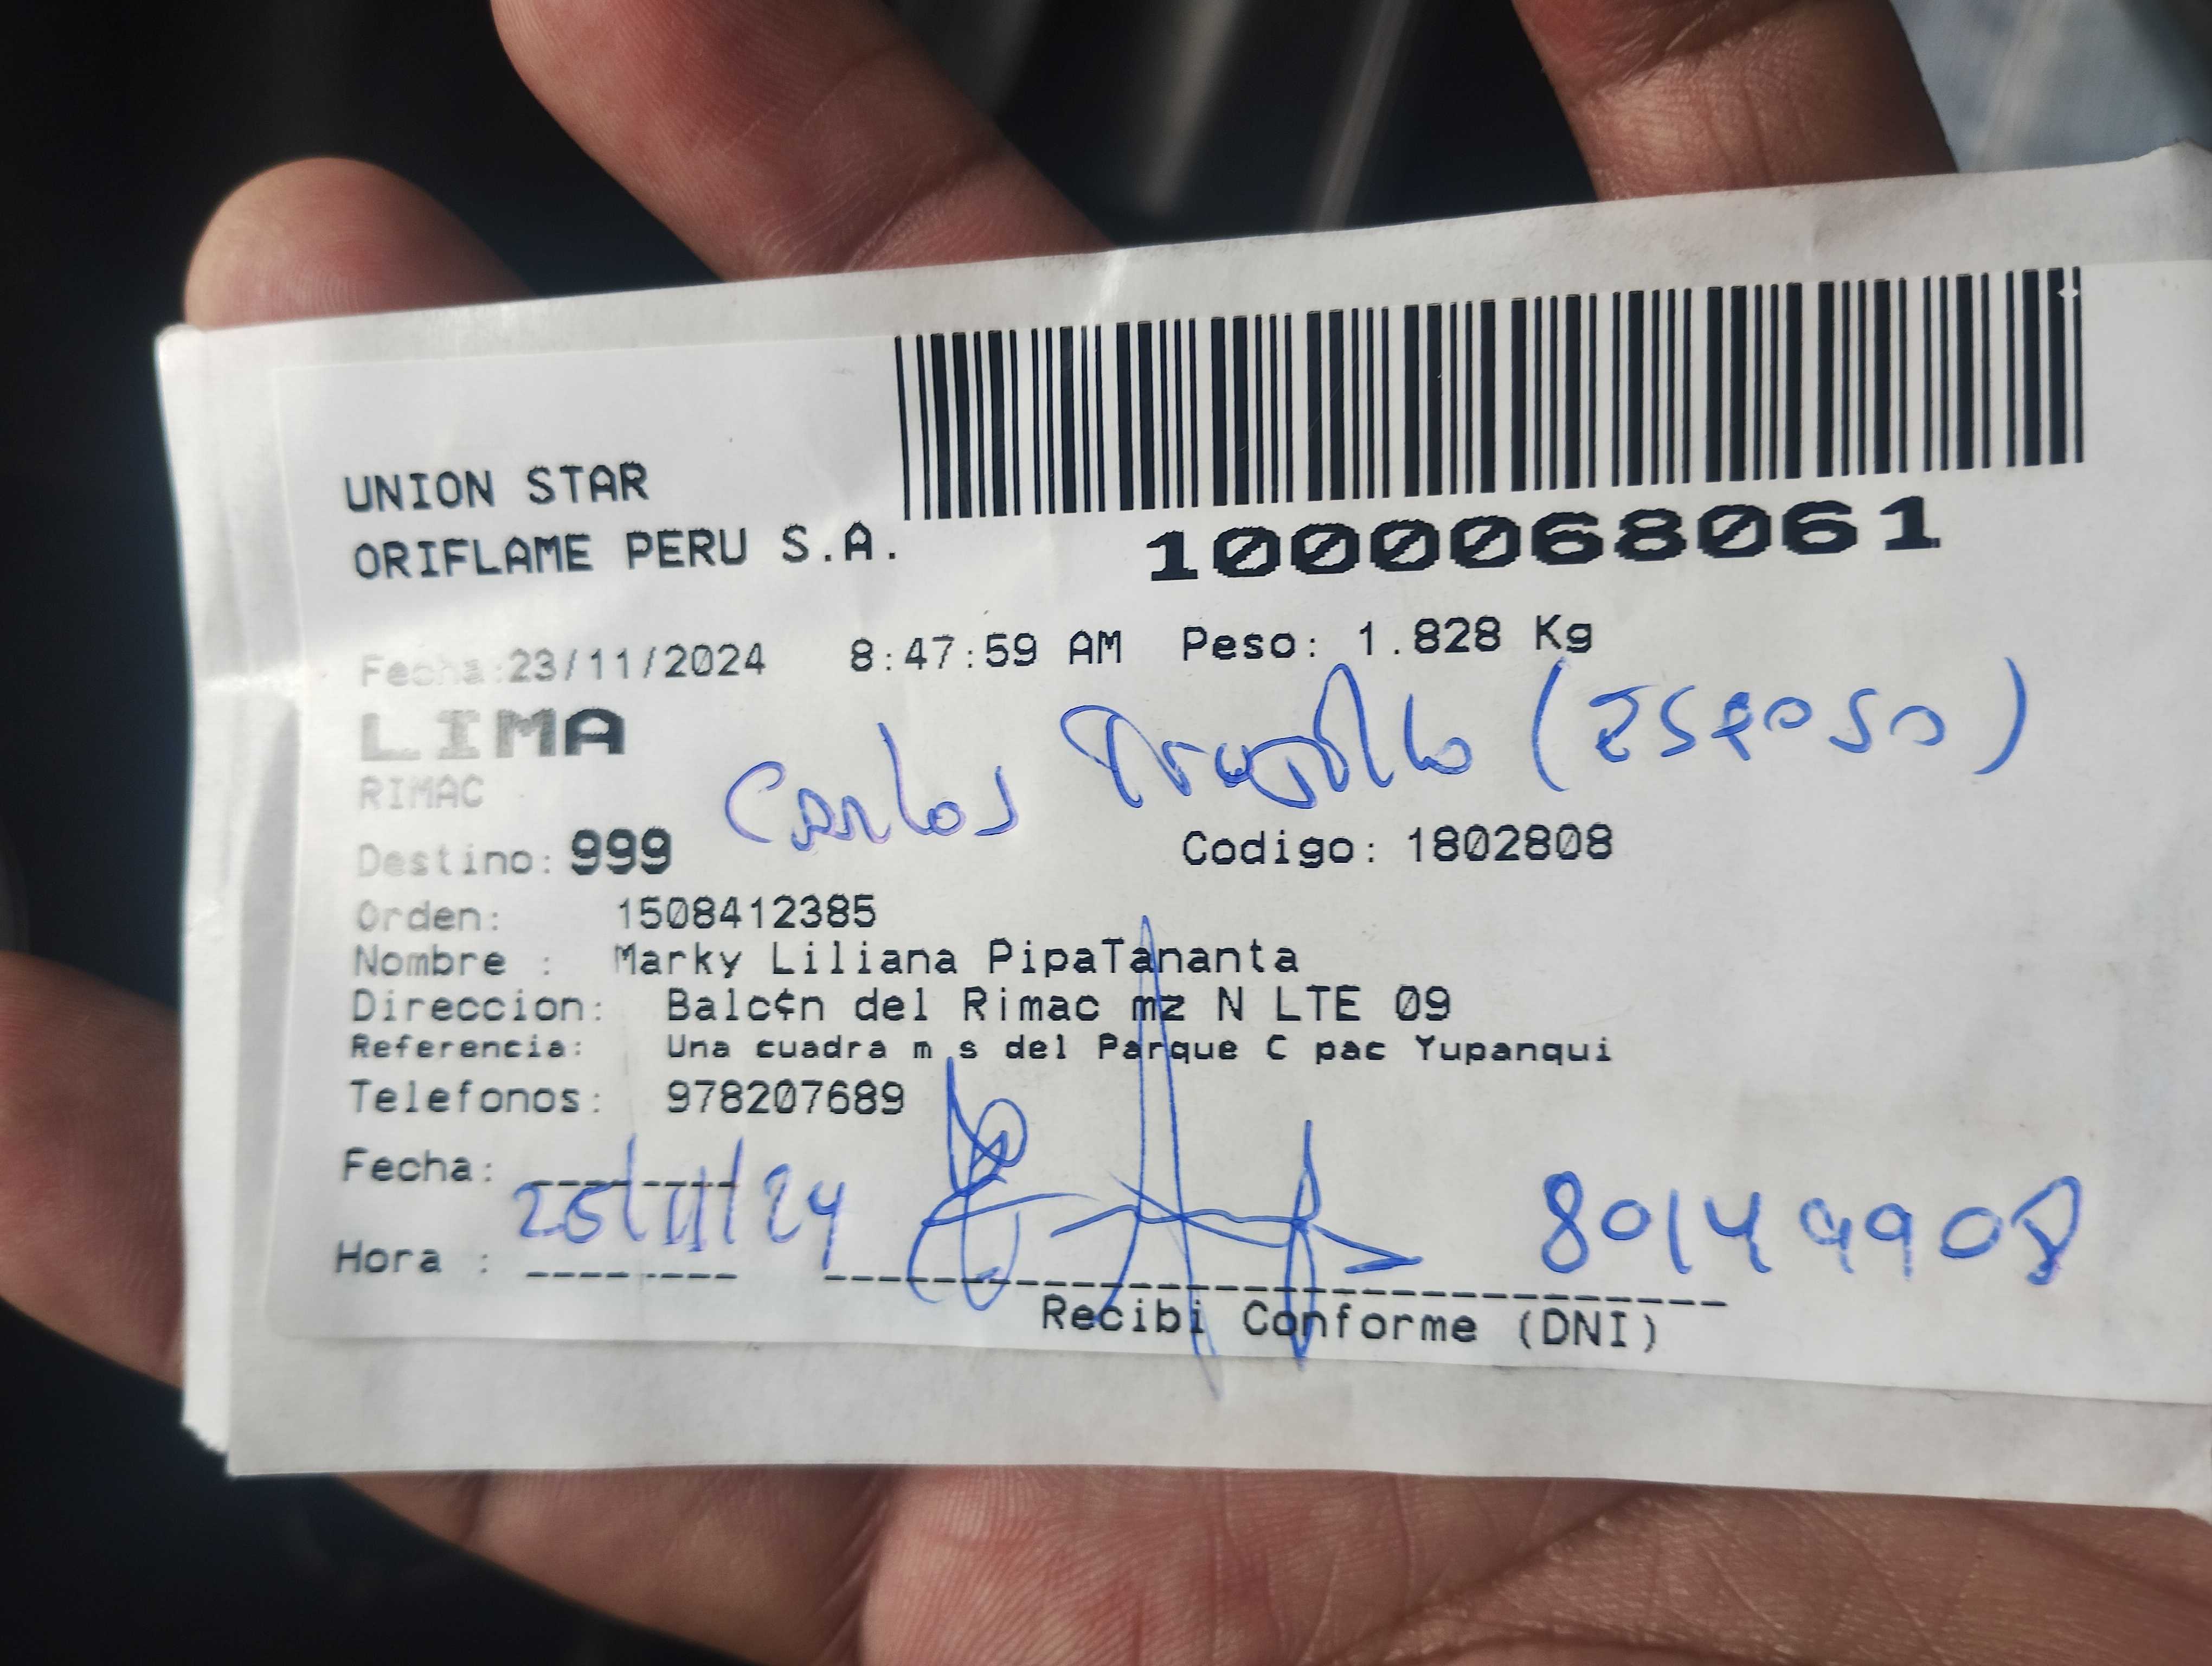 UNION STAR
ORIFLAME PERU S.A.
1000068061
Fecha:23/11/2024 8:47:59 AM Peso: 1.828 Kg
LIMA
RIMAC
Carlos Trujillo (Esposo)
Destino: 999 Codigo: 1802808
Orden: 1508412385
Nombre : Marky Liliana PipaTananta
Direccion: Balc¢n del Rimac mz N LTE 09
Referencia: Una cuadra m s del Parque C pac Yupanqui
Telefonos: 978207689
Fecha: 25/11/24
80149908
Hora :
Recibi Conforme (DNI)